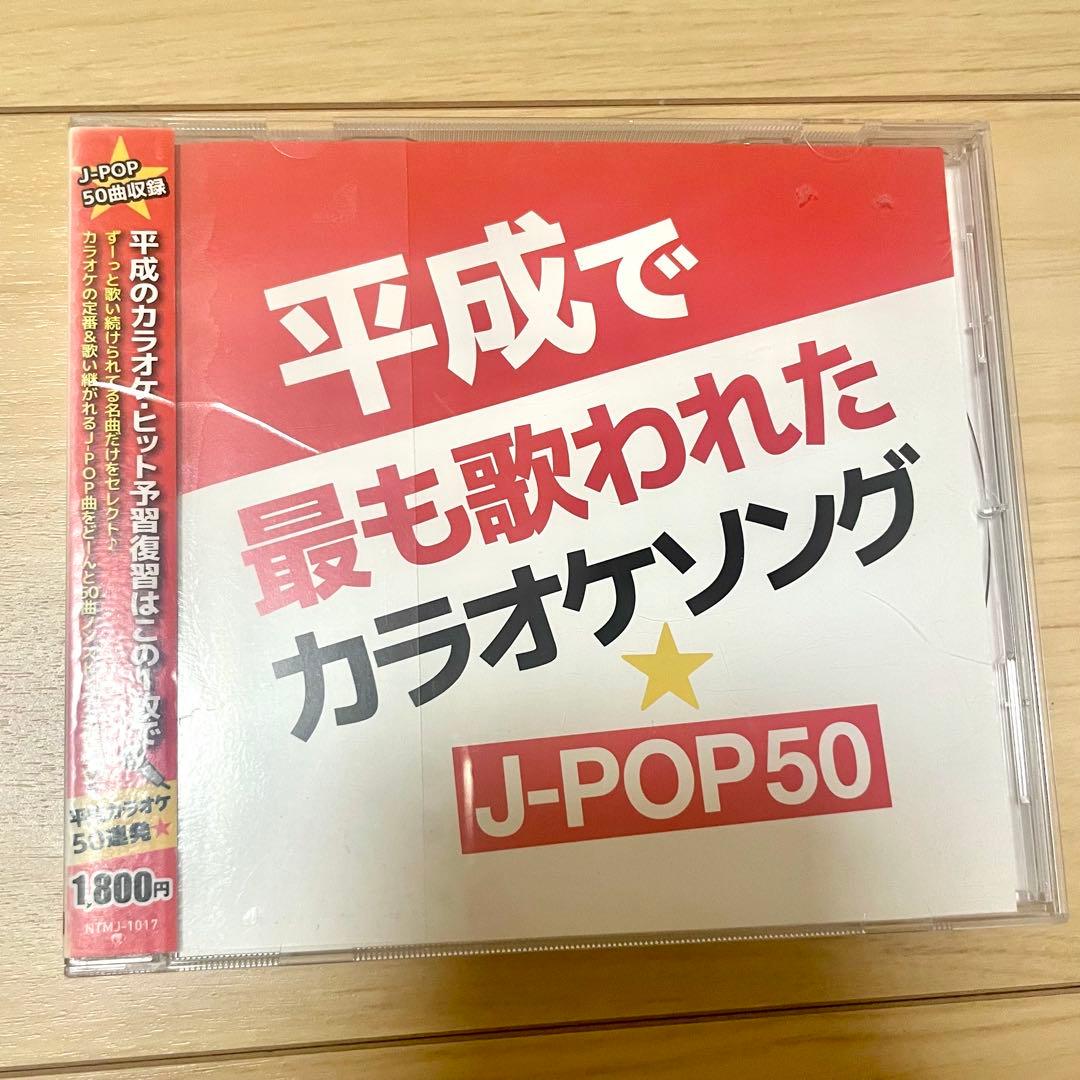 J-POP
50曲収録
平成のカラオケ・ヒット予習復習はこの1枚で
ずーっと歌い続けられてる名曲だけをセレクト♪
カラオケの定番&歌い継がれるJ-POP曲をどーんと50曲ノンス
平成カラオケ
50連発★
1,800円
NTMJ-1017
平成で
最も歌われた
カラオケソング
★
J-POP50